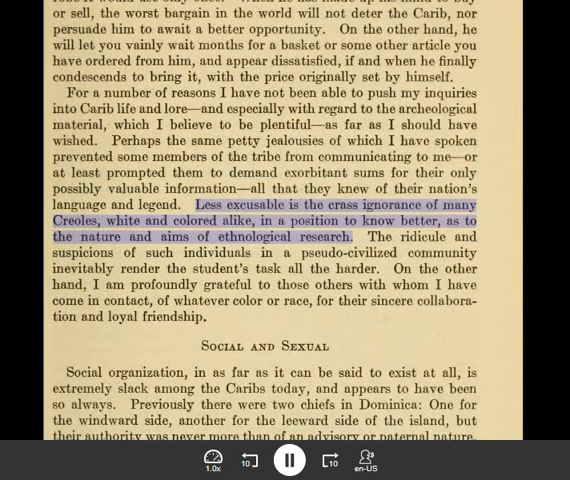 or sell, the worst bargain in the world will not deter the Carib, nor
persuade him to await a better opportunity. On the other hand, he
will let you vainly wait months for a basket or some other article you
have ordered from him, and appear dissatisfied, if and when he finally
condescends to bring it, with the price originally set by himself.
For a number of reasons I have not been able to push my inquiries
into Carib life and lore—and especially with regard to the archeological
material, which I believe to be plentiful—as far as I should have
wished. Perhaps the same petty jealousies of which I have spoken
prevented some members of the tribe from communicating to me—or
at least prompted them to demand exorbitant sums for their only
possibly valuable information—all that they knew of their nation's
language and legend. Less excusable is the crass ignorance of many
Creoles, white and colored alike, in a position to know better, as to
the nature and aims of ethnological research. The ridicule and
suspicions of such individuals in a pseudo-civilized community
inevitably render the student's task all the harder. On the other
hand, I am profoundly grateful to those others with whom I have
come in contact, of whatever color or race, for their sincere collabora-
tion and loyal friendship.
Social and Sexual
Social organization, in as far as it can be said to exist at all, is
extremely slack among the Caribs today, and appears to have been
so always. Previously there were two chiefs in Dominica: One for
the windward side, another for the leeward side of the island, but
their authority was never more than of an advisory or paternal nature.
1.0x
10
10
en-US